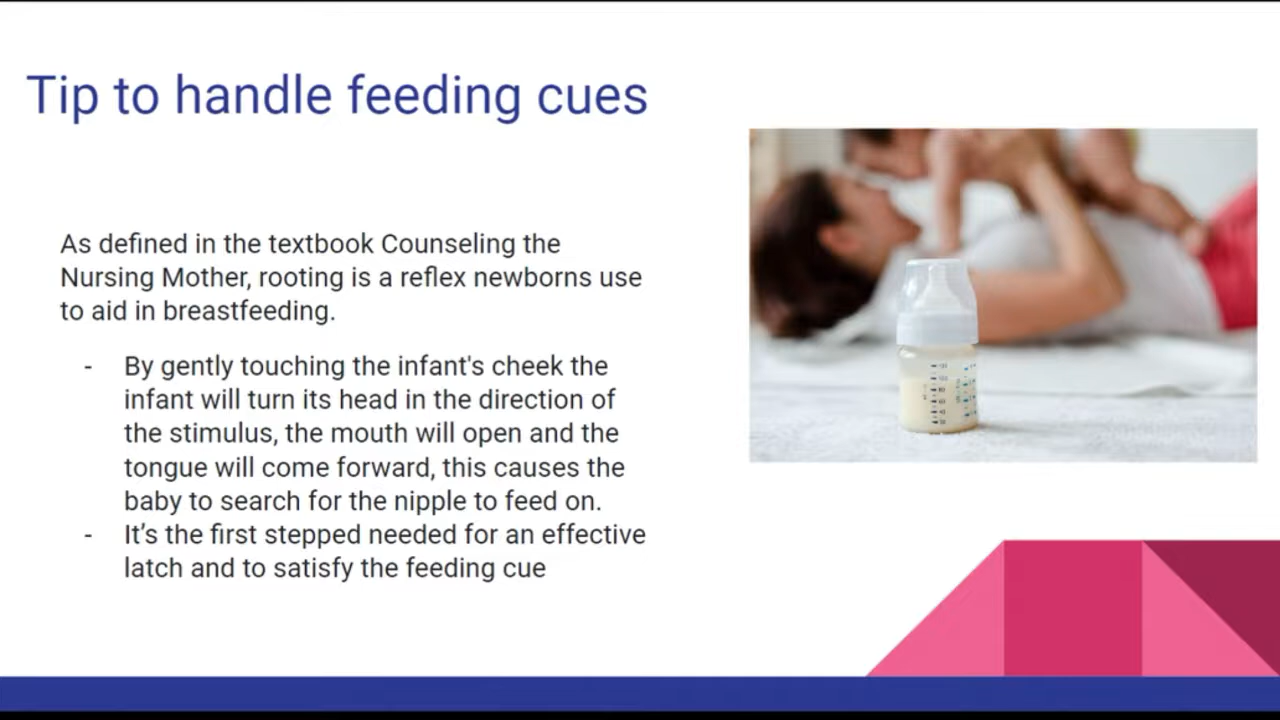 Tip to handle feeding cues
As defined in the textbook Counseling the
Nursing Mother, rooting is a reflex newborns use
to aid in breastfeeding.
- By gently touching the infant's cheek the
infant will turn its head in the direction of
the stimulus, the mouth will open and the
tongue will come forward, this causes the
baby to search for the nipple to feed on.
- It’s the first stepped needed for an effective
latch and to satisfy the feeding cue